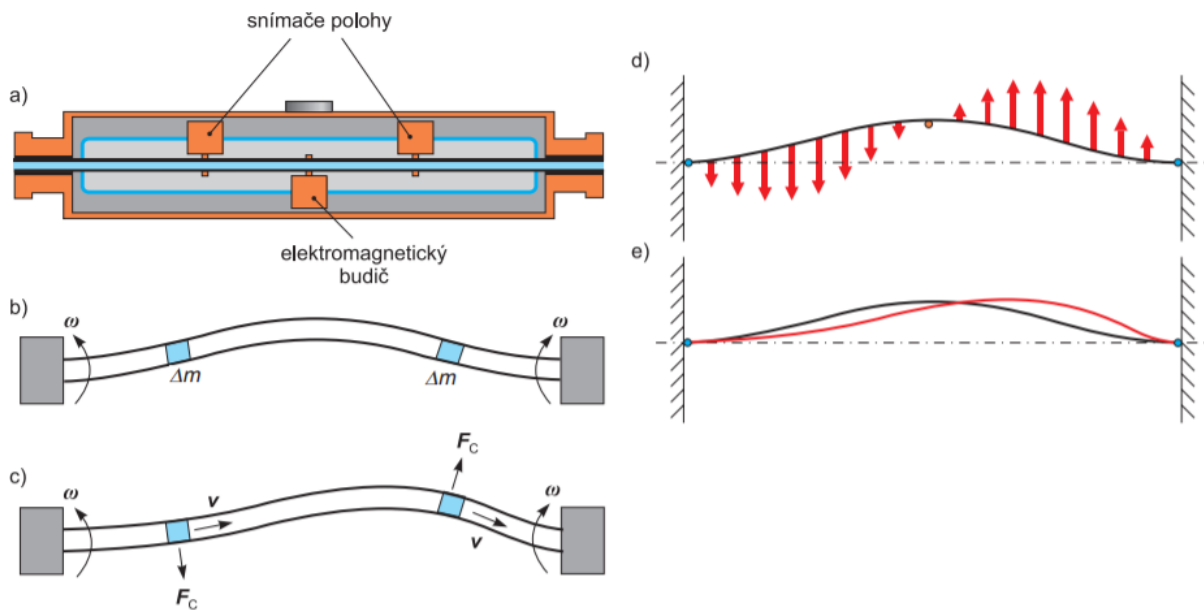 snímače polohy
a)
elektromagnetický
budič
b)
ω
ω
Δm
Δm
c)
ω
v
F_C
F_C
v
ω
d)
e)